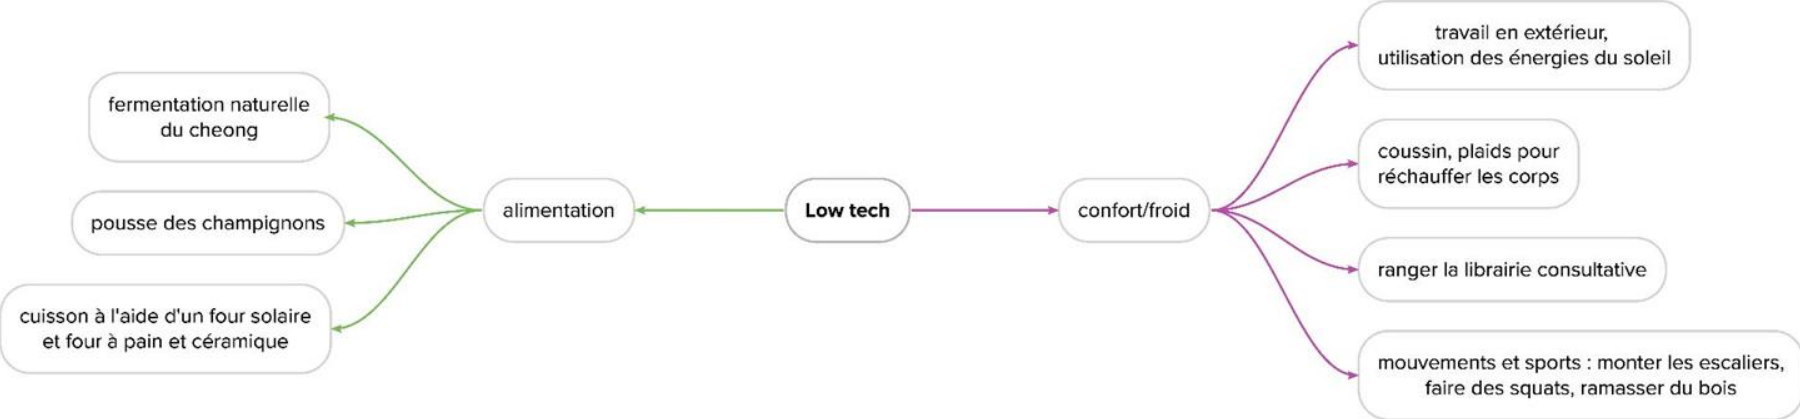 Low tech
alimentation
fermentation naturelle
du cheong
pousse des champignons
cuisson à l'aide d'un four solaire
et four à pain et céramique
confort/froid
travail en extérieur,
utilisation des énergies du soleil
coussin, plaids pour
réchauffer les corps
ranger la librairie consultative
mouvements et sports : monter les escaliers,
faire des squats, ramasser du bois